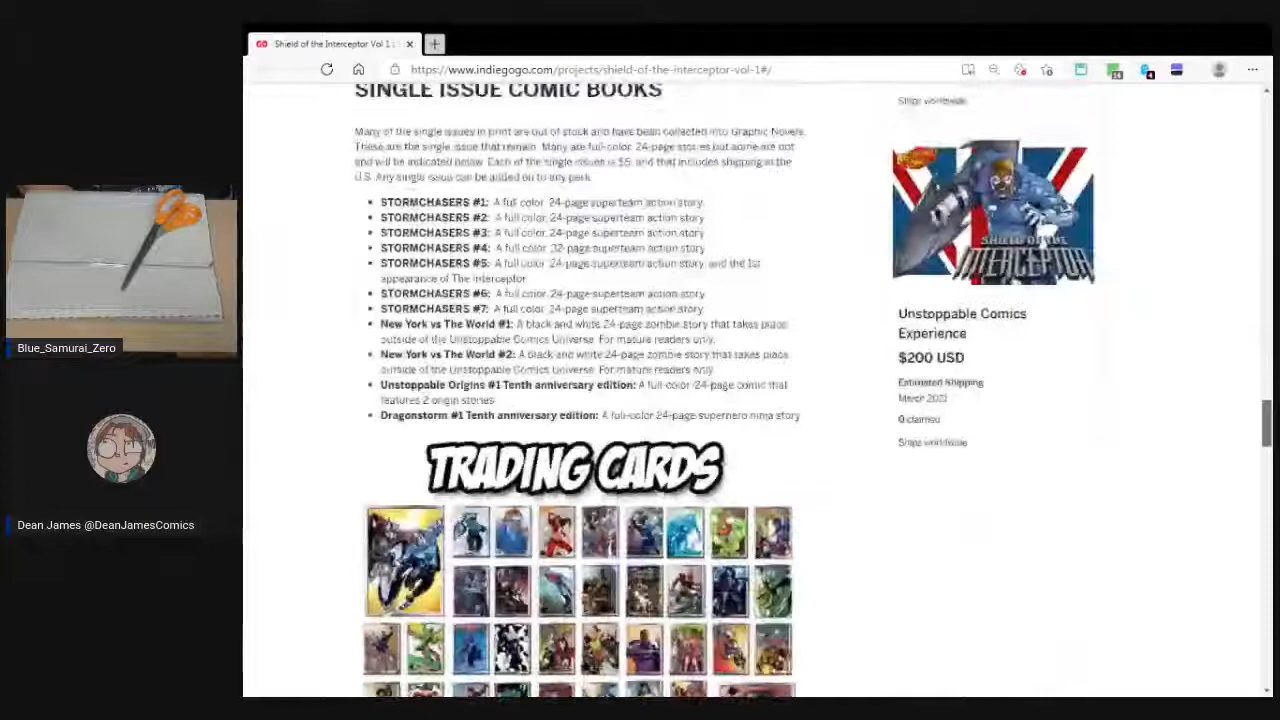 Shield of the Interceptor Vol 1
https://www.indiegogo.com/projects/shield-of-the-interceptor-vol-1#/
SINGLE ISSUE COMIC BOOKS
Many of the single issues in print are out of stock and have been collected into Graphic Novels.
These are the single issue that remain. Many are full-color, 24-page stories but some are not
and will be indicated below. Each of the single issues is $5, and that includes shipping in the
U.S. Any single issue can be added on to any perk.
STORMCHASERS #1: A full color, 24-page superteam action story
STORMCHASERS #2: A full color, 24-page superteam action story
STORMCHASERS #3: A full color, 24-page superteam action story
STORMCHASERS #4: A full color, 32-page superteam action story
STORMCHASERS #5: A full color, 24-page superteam action story, and the 1st
appearance of The Interceptor
STORMCHASERS #6: A full color, 24-page superteam action story
STORMCHASERS #7: A full color, 24-page superteam action story
New York vs The World #1: A black and white 24-page zombie story that takes place
outside of the Unstoppable Comics Universe. For mature readers only.
New York vs The World #2: A black and white 24-page zombie story that takes place
outside of the Unstoppable Comics Universe. For mature readers only.
Unstoppable Origins #1 Tenth anniversary edition: A full-color 24-page comic that
features 2 origin stories
Dragonstorm #1 Tenth anniversary edition: A full-color 24-page superhero ninja story
TRADING CARDS
Ships worldwide
SHIELD OF THE
INTERCEPTOR
Unstoppable Comics
Experience
$200 USD
Estimated Shipping
March 2021
0 claimed
Ships worldwide
Blue_Samurai_Zero
Dean James @DeanJamesComics